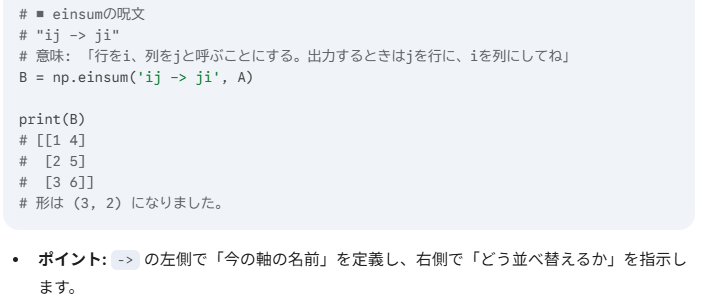 # ■ einsumの呪文
# "ij -> ji"
# 意味: 「行をi、列をjと呼ぶことにする。出力するときはjを行に、iを列にしてね」
B = np.einsum('ij -> ji', A)
print(B)
# [[1 4]
#  [2 5]
#  [3 6]]
# 形は (3, 2) になりました。
• ポイント: -> の左側で「今の軸の名前」を定義し、右側で「どう並べ替えるか」を指示し
ます。